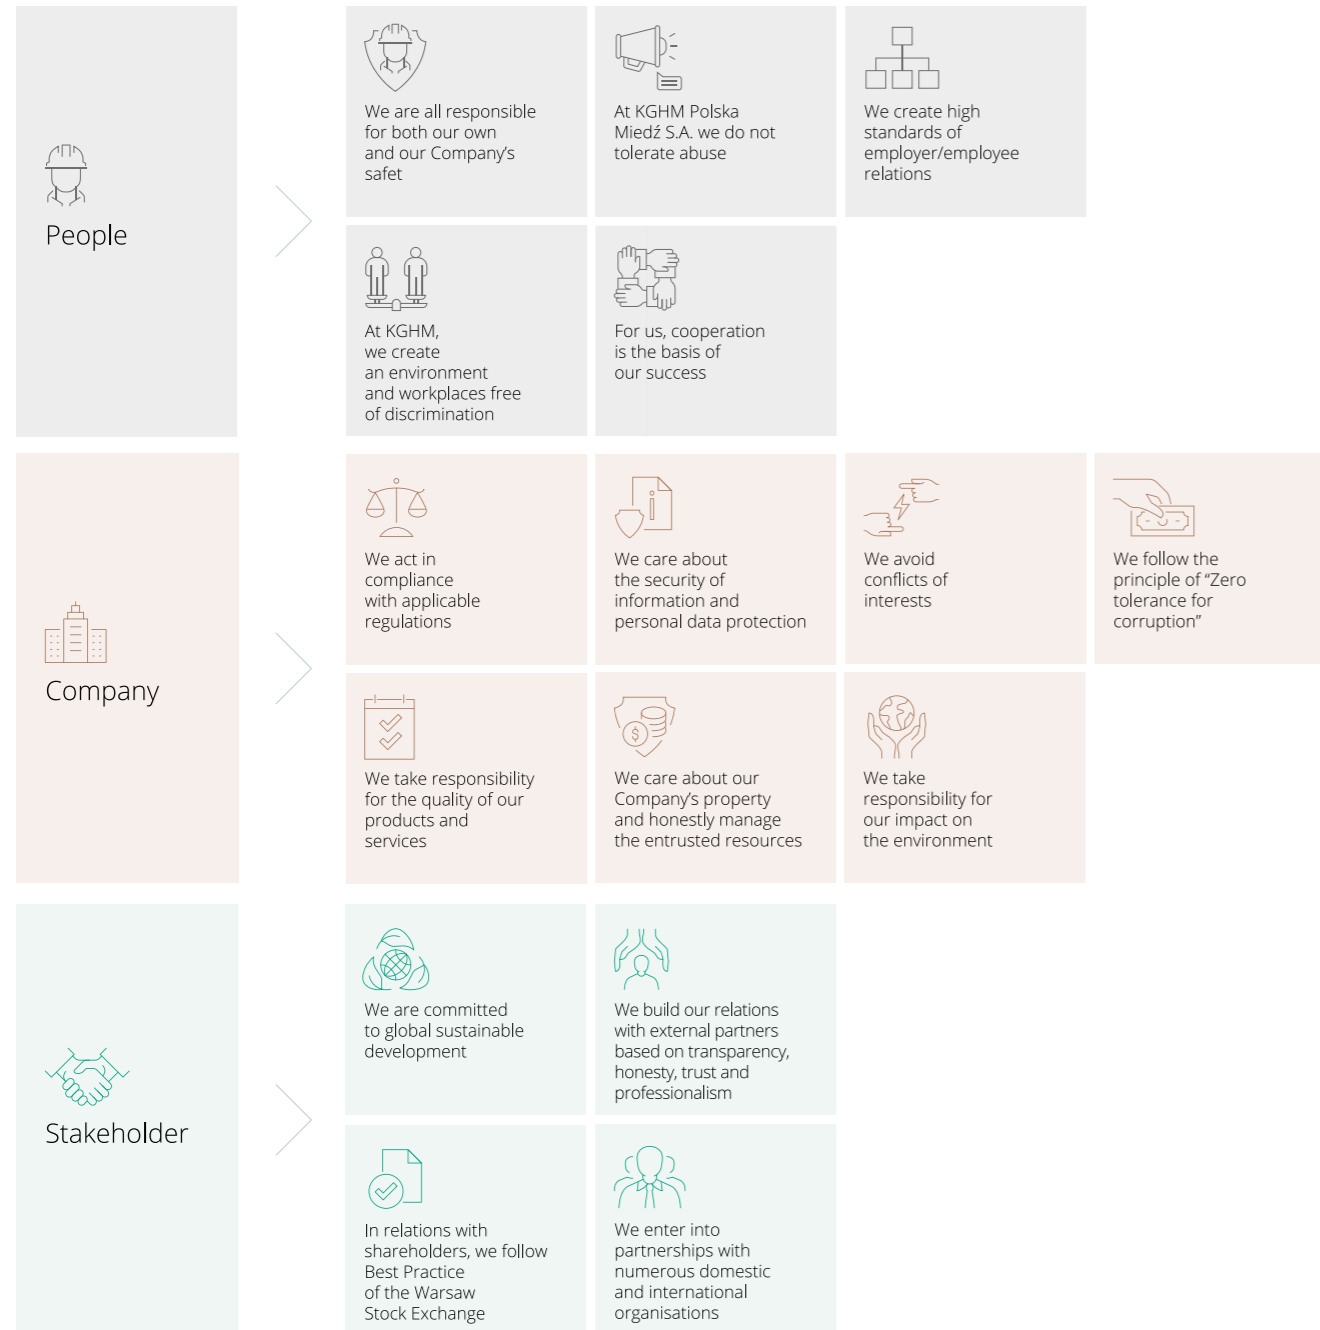 People
We are all responsible
for both our own
and our Company's
safet
At KGHM Polska
Miedź S.A. we do not
tolerate abuse
We create high
standards of
employer/employee
relations
At KGHM,
we create
an environment
and workplaces free
of discrimination
For us, cooperation
is the basis of
our success
Company
We act in
compliance
with applicable
regulations
We care about
the security of
information and
personal data protection
We avoid
conflicts of
interests
We follow the
principle of “Zero
tolerance for
corruption”
We take responsibility
for the quality of our
products and
services
We care about our
Company's property
and honestly manage
the entrusted resources
We take
responsibility for
our impact on
the environment
Stakeholder
We are committed
to global sustainable
development
We build our relations
with external partners
based on transparency,
honesty, trust and
professionalism
In relations with
shareholders, we follow
Best Practice
of the Warsaw
Stock Exchange
We enter into
partnerships with
numerous domestic
and international
organisations